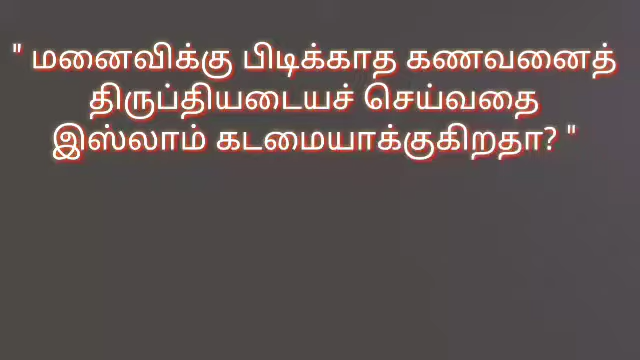 " மனைவிக்கு பிடிக்காத கணவனைத்
திருப்தியடையச் செய்வதை
இஸ்லாம் கடமையாக்குகிறதா? "